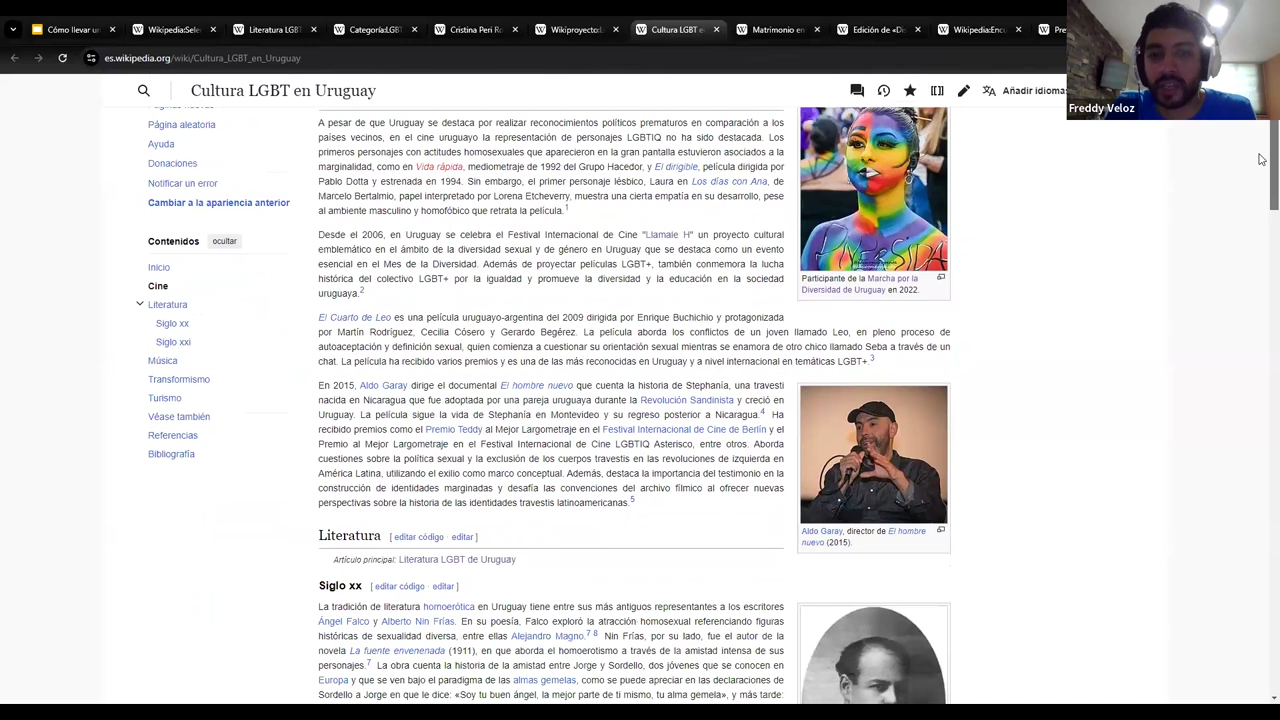 Cómo llevar un
Wikipedia:Sele
Literatura LGBT
Categoría:LGBT
Cristina Peri Ro
Wikiproyecto:L
Cultura LGBT e
Matrimonio en
Edición de «Di
Wikipedia:Encu
Pre
es.wikipedia.org/wiki/Cultura_LGBT_en_Uruguay
Cultura LGBT en Uruguay
Añadir idiomas
Freddy Veloz
Página aleatoria
Ayuda
Donaciones
Notificar un error
Cambiar a la apariencia anterior
Contenidos ocultar
Inicio
Cine
Literatura
Siglo xx
Siglo xxi
Música
Transformismo
Turismo
Véase también
Referencias
Bibliografía
A pesar de que Uruguay se destaca por realizar reconocimientos políticos prematuros en comparación a los
países vecinos, en el cine uruguayo la representación de personajes LGBTIQ no ha sido destacada. Los
primeros personajes con actitudes homosexuales que aparecieron en la gran pantalla estuvieron asociados a la
marginalidad, como en Vida rápida, mediometraje de 1992 del Grupo Hacedor, y El dirigible, película dirigida por
Pablo Dotta y estrenada en 1994. Sin embargo, el primer personaje lésbico, Laura en Los días con Ana, de
Marcelo Bertalmio, papel interpretado por Lorena Etcheverry, muestra una cierta empatía en su desarrollo, pese
al ambiente masculino y homofóbico que retrata la película.1
Desde el 2006, en Uruguay se celebra el Festival Internacional de Cine "Llamale H" un proyecto cultural
emblemático en el ámbito de la diversidad sexual y de género en Uruguay que se destaca como un evento
esencial en el Mes de la Diversidad. Además de proyectar películas LGBT+, también conmemora la lucha
histórica del colectivo LGBT+ por la igualdad y promueve la diversidad y la educación en la sociedad
uruguaya.2
El Cuarto de Leo es una película uruguayo-argentina del 2009 dirigida por Enrique Buchichio y protagonizada
por Martín Rodríguez, Cecilia Cósero y Gerardo Begérez. La película aborda los conflictos de un joven llamado Leo, en pleno proceso de
autoaceptación y definición sexual, quien comienza a cuestionar su orientación sexual mientras se enamora de otro chico llamado Seba a través de un
chat. La película ha recibido varios premios y es una de las más reconocidas en Uruguay y a nivel internacional en temáticas LGBT+.3
En 2015, Aldo Garay dirige el documental El hombre nuevo que cuenta la historia de Stephanía, una travesti
nacida en Nicaragua que fue adoptada por una pareja uruguaya durante la Revolución Sandinista y creció en
Uruguay. La película sigue la vida de Stephanía en Montevideo y su regreso posterior a Nicaragua.4 Ha
recibido premios como el Premio Teddy al Mejor Largometraje en el Festival Internacional de Cine de Berlín y el
Premio al Mejor Largometraje en el Festival Internacional de Cine LGBTIQ Asterisco, entre otros. Aborda
cuestiones sobre la política sexual y la exclusión de los cuerpos travestis en las revoluciones de izquierda en
América Latina, utilizando el exilio como marco conceptual. Además, destaca la importancia del testimonio en la
construcción de identidades marginadas y desafía las convenciones del archivo fílmico al ofrecer nuevas
perspectivas sobre la historia de las identidades travestis latinoamericanas.5
Participante de la Marcha por la
Diversidad de Uruguay en 2022.
Aldo Garay, director de El hombre
nuevo (2015).
Literatura [ editar código · editar ]
Artículo principal: Literatura LGBT de Uruguay
Siglo xx [ editar código · editar ]
La tradición de literatura homoerótica en Uruguay tiene entre sus más antiguos representantes a los escritores
Ángel Falco y Alberto Nin Frías. En su poesía, Falco exploró la atracción homosexual referenciando figuras
históricas de sexualidad diversa, entre ellas Alejandro Magno.7 8 Nin Frías, por su lado, fue el autor de la
novela La fuente envenenada (1911), en que aborda el homoerotismo a través de la amistad intensa de sus
personajes.7 La obra cuenta la historia de la amistad entre Jorge y Sordello, dos jóvenes que se conocen en
Europa y que se ven bajo el paradigma de las almas gemelas, como se puede apreciar en las declaraciones de
Sordello a Jorge en que le dice: «Soy tu buen ángel, la mejor parte de ti mismo, tu alma gemela», y más tarde: